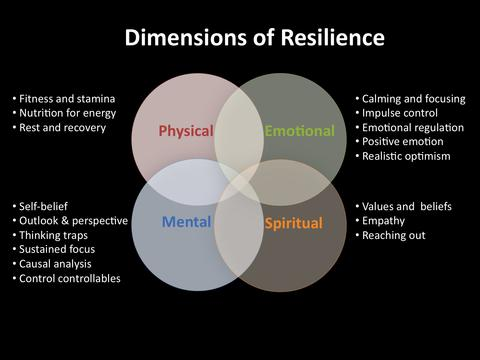 Dimensions of Resilience
• Fitness and stamina
• Nutrition for energy
• Rest and recovery
Physical
Emotional
• Calming and focusing
• Impulse control
• Emotional regulation
• Positive emotion
• Realistic optimism
• Self-belief
• Outlook & perspective
• Thinking traps
• Sustained focus
• Causal analysis
• Control controllables
Mental
Spiritual
• Values and beliefs
• Empathy
• Reaching out